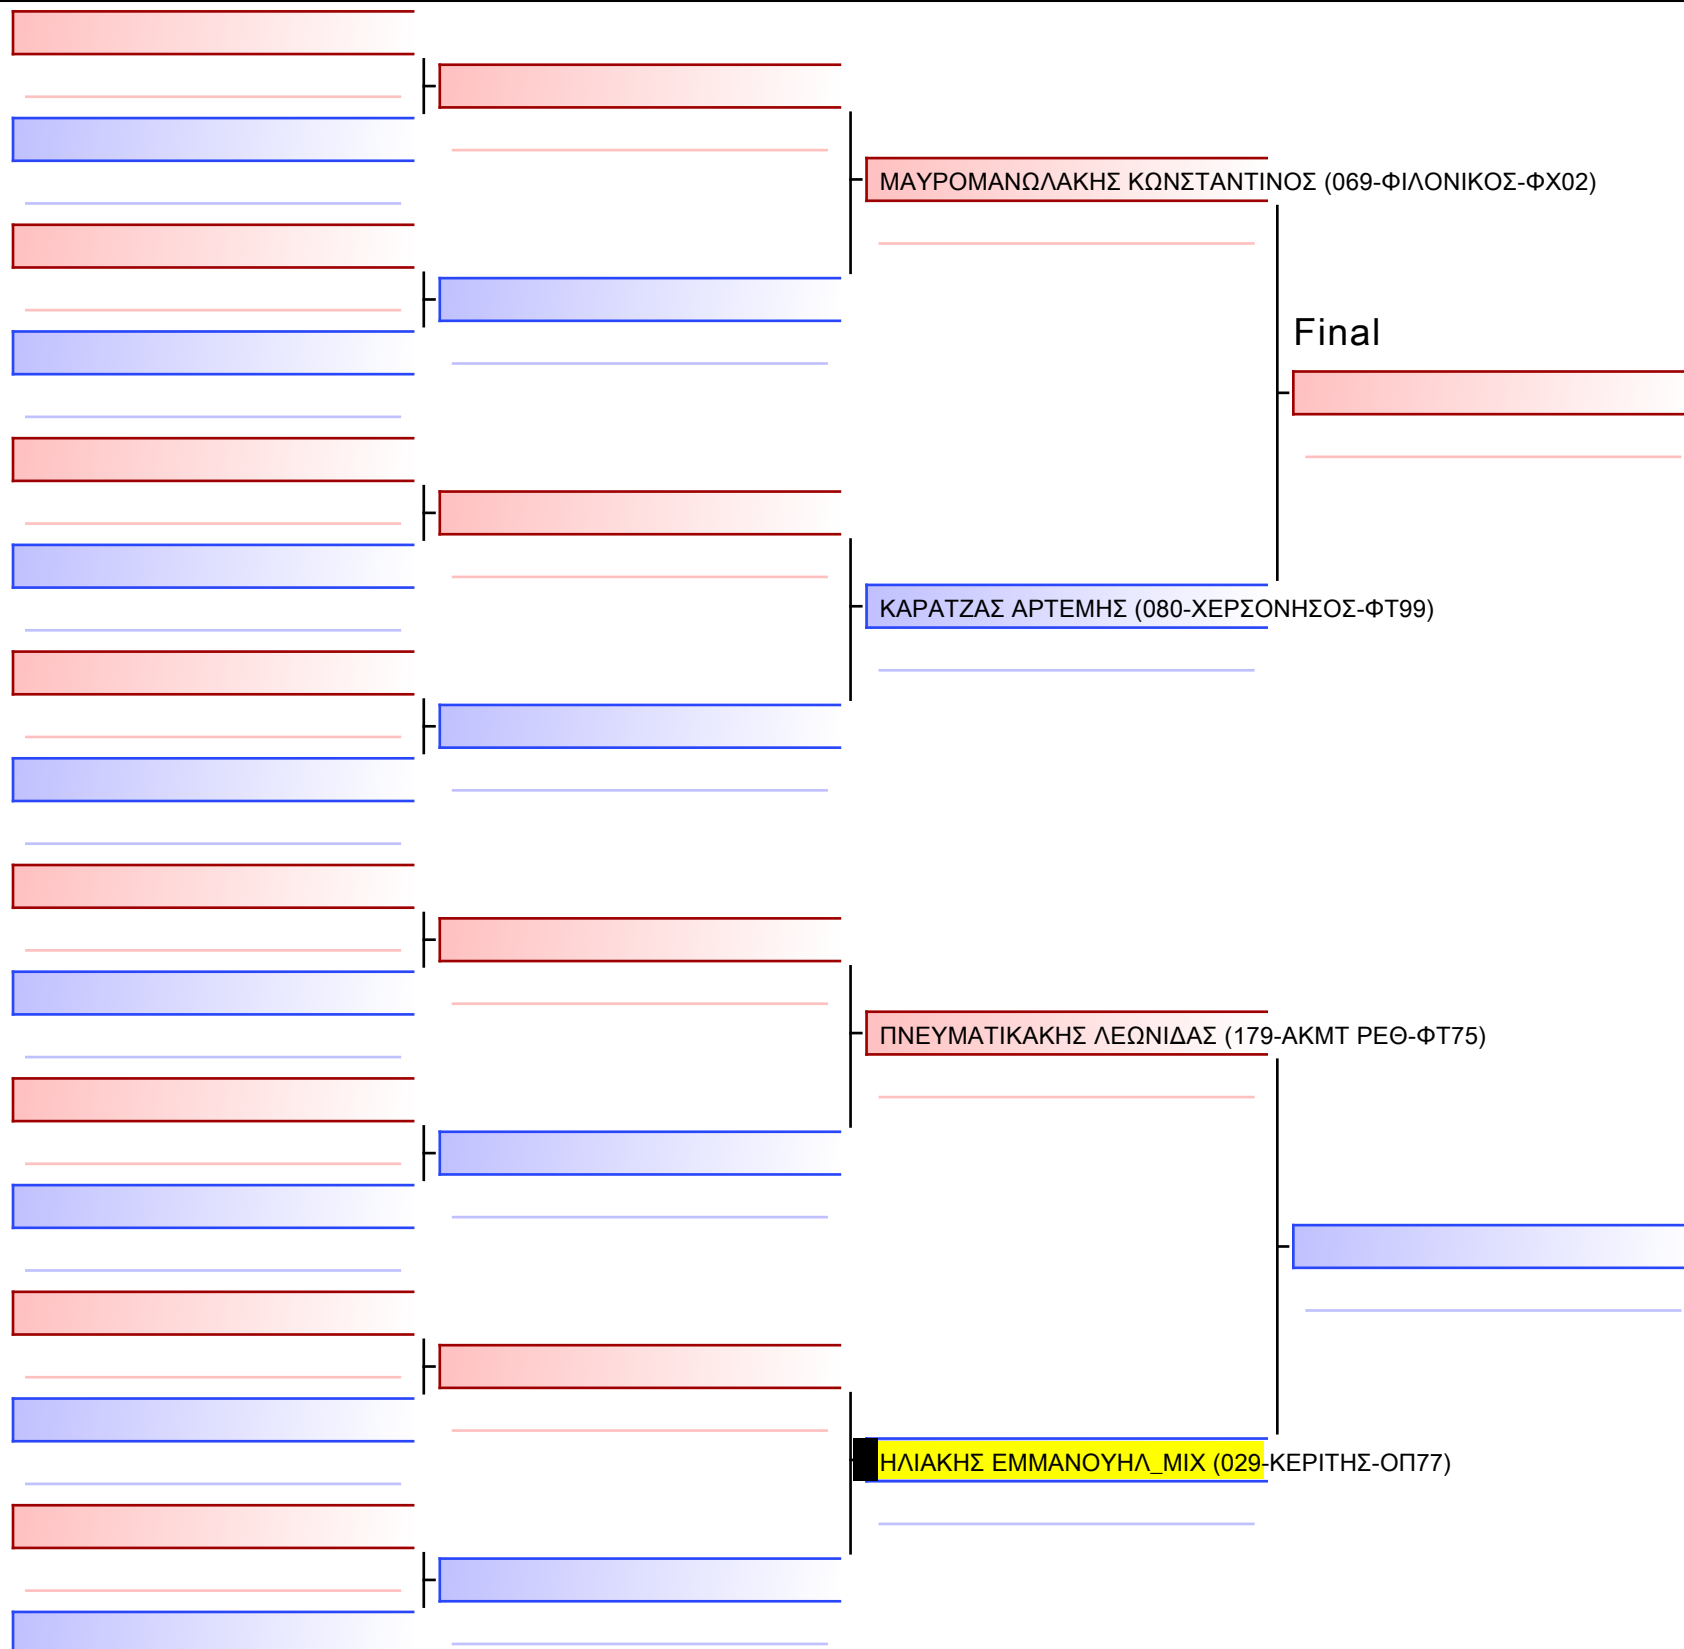 ΜΑΥΡΟΜΑΝΩΛΑΚΗΣ ΚΩΝΣΤΑΝΤΙΝΟΣ (069-ΦΙΛΟΝΙΚΟΣ-ΦΧ02)
Final
ΚΑΡΑΤΖΑΣ ΑΡΤΕΜΗΣ (080-ΧΕΡΣΟΝΗΣΟΣ-ΦΤ99)
ΠΝΕΥΜΑΤΙΚΑΚΗΣ ΛΕΩΝΙΔΑΣ (179-ΑΚΜΤ ΡΕΘ-ΦΤ75)
ΗΛΙΑΚΗΣ ΕΜΜΑΝΟΥΗΛ_ΜΙΧ (029-ΚΕΡΙΤΗΣ-ΟΠ77)